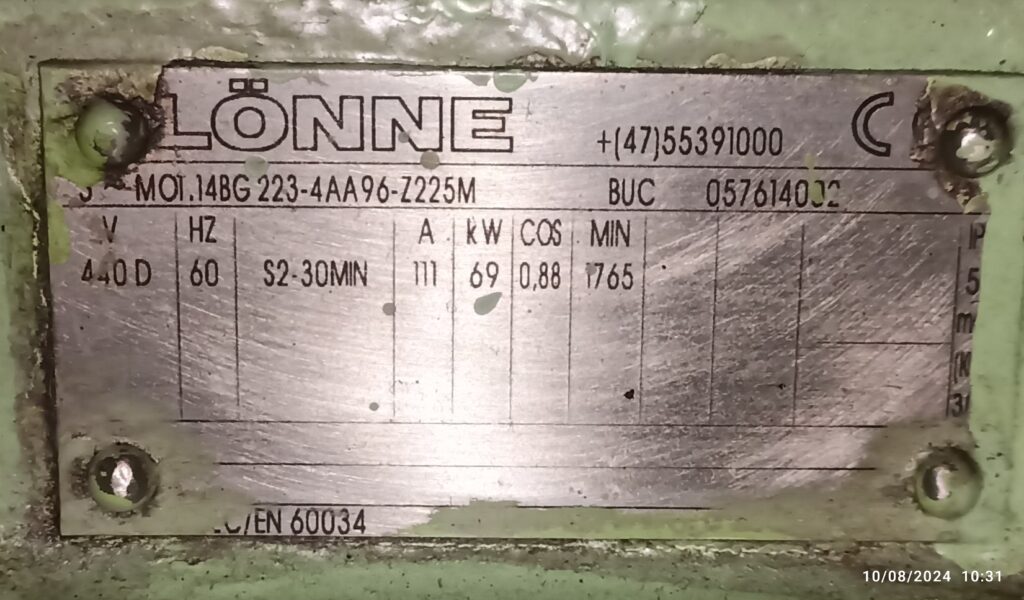 LÖNNE +(47)55391000 C
MOT.14BG 223-4AA96-Z225M BUC
V HZ A kW COS MIN
440 D 60 S2-30MIN 111 69 0,88 1765
5
/EN 60034
10/08/2024 10:31